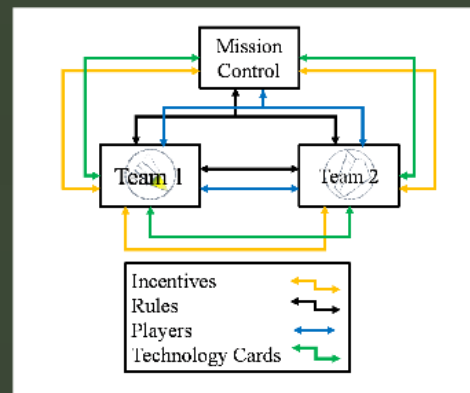 Mission
Control
Team 1
Team 2
Incentives
Rules
Players
Technology Cards